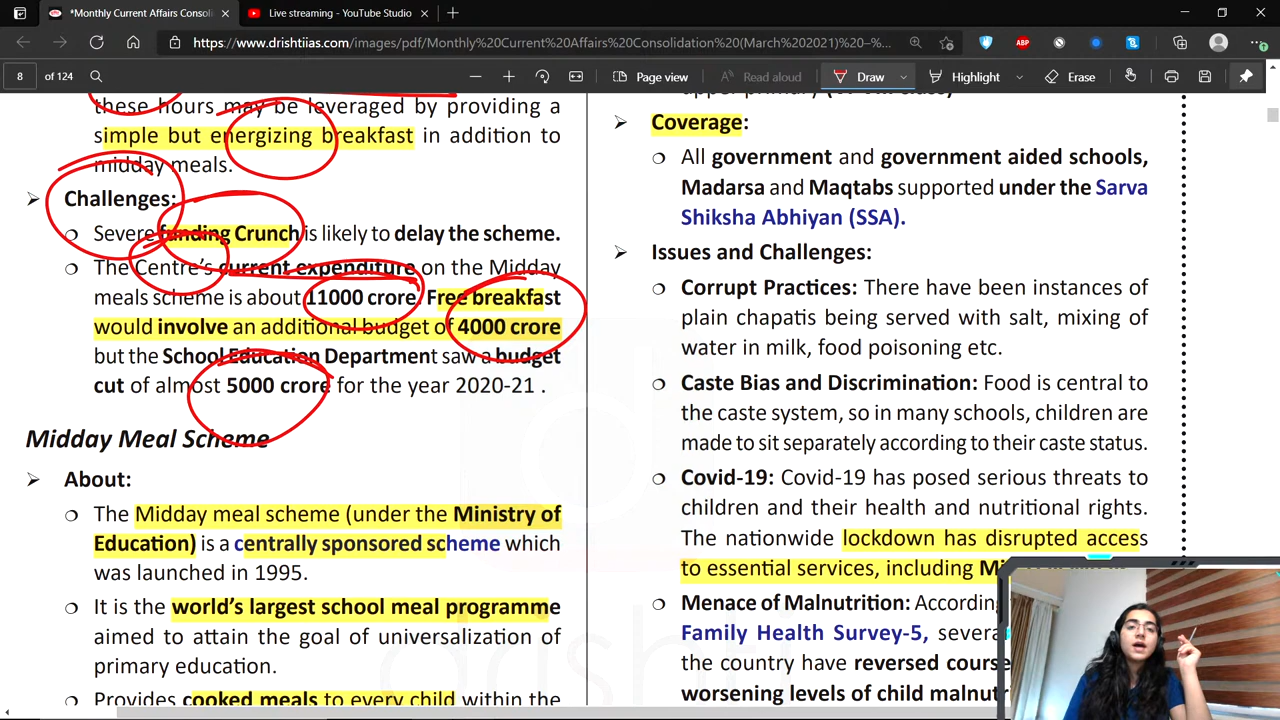 *Monthly Current Affairs Consoli
Live streaming - YouTube Studio
https://www.drishtiias.com/images/pdf/Monthly%20Current%20Affairs%20Consolidation%20(March%202021)%20–%...
8 of 124
Page view
Read aloud
Draw
Highlight
Erase
these hours may be leveraged by providing a
simple but energizing breakfast in addition to
midday meals.
Challenges:
Severe funding Crunch is likely to delay the scheme.
The Centre's current expenditure on the Midday
meals scheme is about 11000 crore. Free breakfast
would involve an additional budget of 4000 crore
but the School Education Department saw a budget
cut of almost 5000 crore for the year 2020-21 .
Midday Meal Scheme
About:
The Midday meal scheme (under the Ministry of
Education) is a centrally sponsored scheme which
was launched in 1995.
It is the world's largest school meal programme
aimed to attain the goal of universalization of
primary education.
Provides cooked meals to every child within the
Coverage:
All government and government aided schools,
Madarsa and Maqtabs supported under the Sarva
Shiksha Abhiyan (SSA).
Issues and Challenges:
Corrupt Practices: There have been instances of
plain chapatis being served with salt, mixing of
water in milk, food poisoning etc.
Caste Bias and Discrimination: Food is central to
the caste system, so in many schools, children are
made to sit separately according to their caste status.
Covid-19: Covid-19 has posed serious threats to
children and their health and nutritional rights.
The nationwide lockdown has disrupted access
to essential services, including
Menace of Malnutrition:
Family Health Survey-5,
the country have reversed
worsening levels of child
drishti